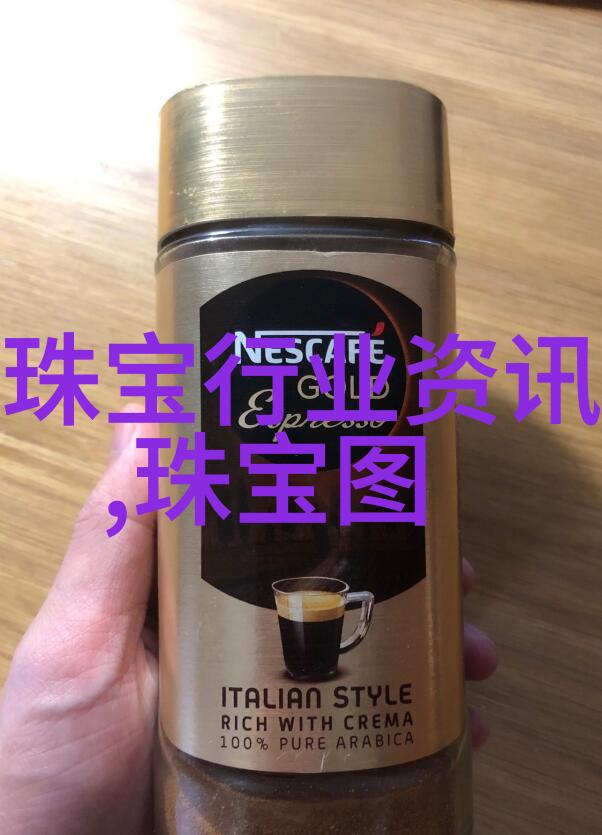 NESCAFÉ
GOLD
Espresso
珠宝行业资讯
,珠宝图
ITALIAN STYLE
RICH WITH CREMA
100% PURE ARABICA